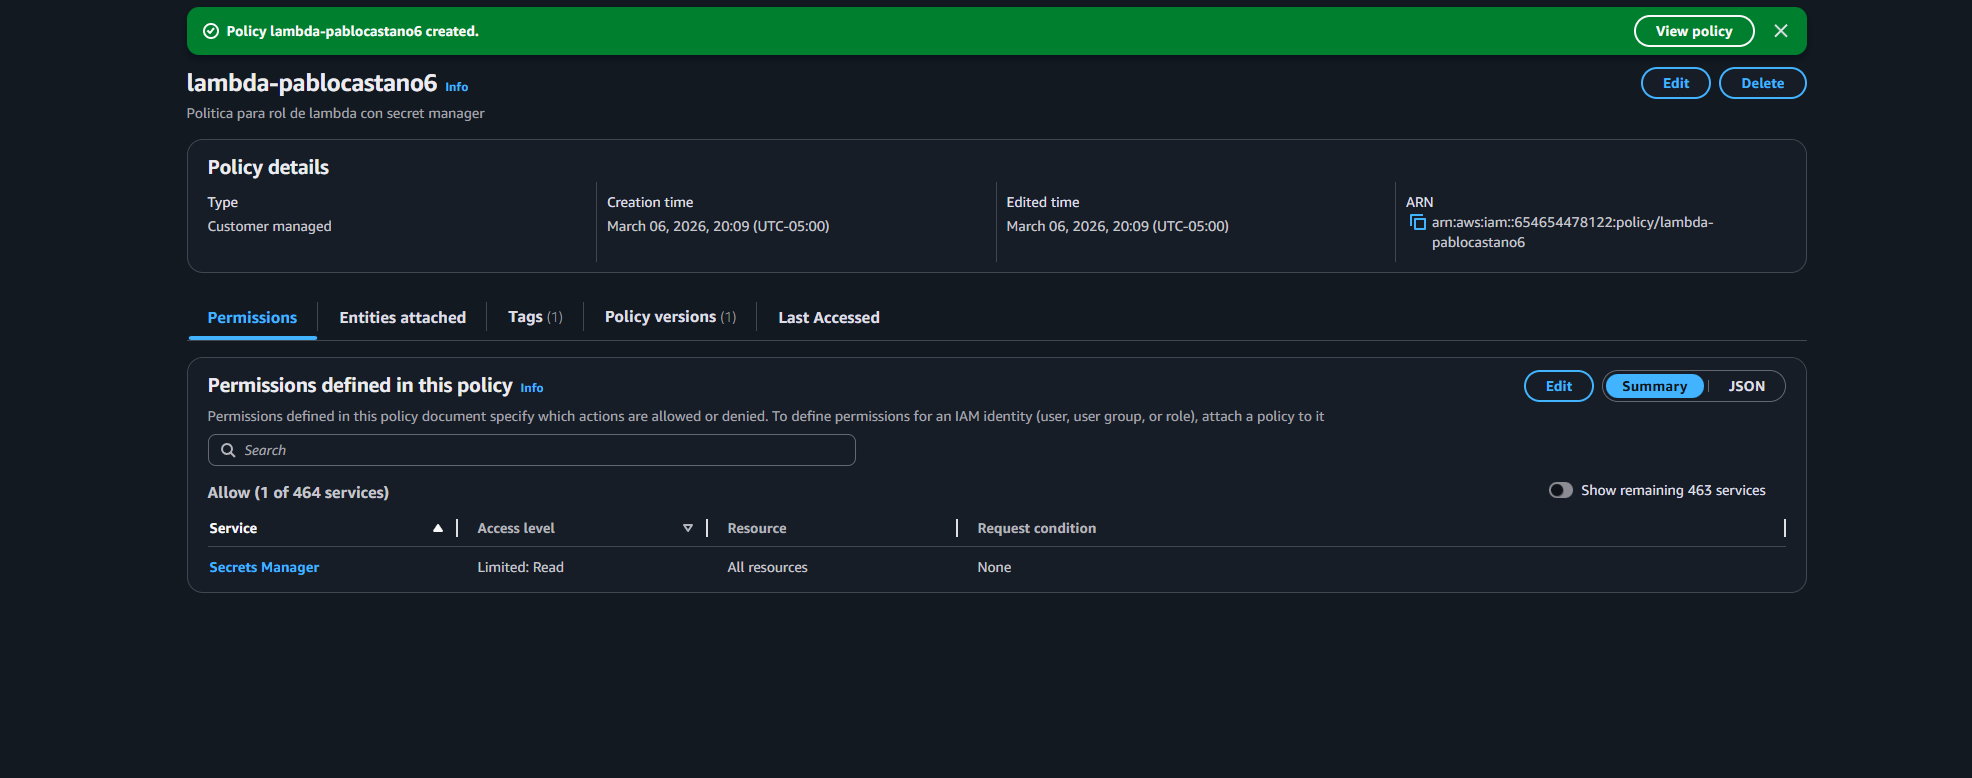 Policy lambda-pablocastano6 created.
View policy
lambda-pablocastano6 Info
Edit
Delete
Politica para rol de lambda con secret manager
Policy details
Type
Customer managed
Creation time
March 06, 2026, 20:09 (UTC-05:00)
Edited time
March 06, 2026, 20:09 (UTC-05:00)
ARN
arn:aws:iam::654654478122:policy/lambda-
pablocastano6
Permissions
Entities attached
Tags (1)
Policy versions (1)
Last Accessed
Permissions defined in this policy Info
Edit
Summary
JSON
Permissions defined in this policy document specify which actions are allowed or denied. To define permissions for an IAM identity (user, user group, or role), attach a policy to it
Search
Allow (1 of 464 services)
Show remaining 463 services
Service
Access level
Resource
Request condition
Secrets Manager
Limited: Read
All resources
None